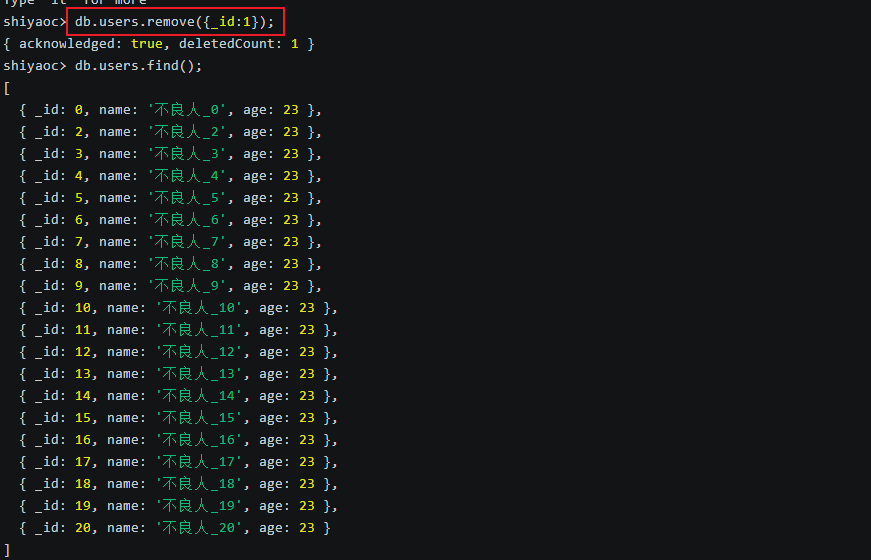 Type "it" for more
shiyaoc> db.users.remove({_id:1});
{ acknowledged: true, deletedCount: 1 }
shiyaoc> db.users.find();
[
  { _id: 0, name: '不良人_0', age: 23 },
  { _id: 2, name: '不良人_2', age: 23 },
  { _id: 3, name: '不良人_3', age: 23 },
  { _id: 4, name: '不良人_4', age: 23 },
  { _id: 5, name: '不良人_5', age: 23 },
  { _id: 6, name: '不良人_6', age: 23 },
  { _id: 7, name: '不良人_7', age: 23 },
  { _id: 8, name: '不良人_8', age: 23 },
  { _id: 9, name: '不良人_9', age: 23 },
  { _id: 10, name: '不良人_10', age: 23 },
  { _id: 11, name: '不良人_11', age: 23 },
  { _id: 12, name: '不良人_12', age: 23 },
  { _id: 13, name: '不良人_13', age: 23 },
  { _id: 14, name: '不良人_14', age: 23 },
  { _id: 15, name: '不良人_15', age: 23 },
  { _id: 16, name: '不良人_16', age: 23 },
  { _id: 17, name: '不良人_17', age: 23 },
  { _id: 18, name: '不良人_18', age: 23 },
  { _id: 19, name: '不良人_19', age: 23 },
  { _id: 20, name: '不良人_20', age: 23 }
]